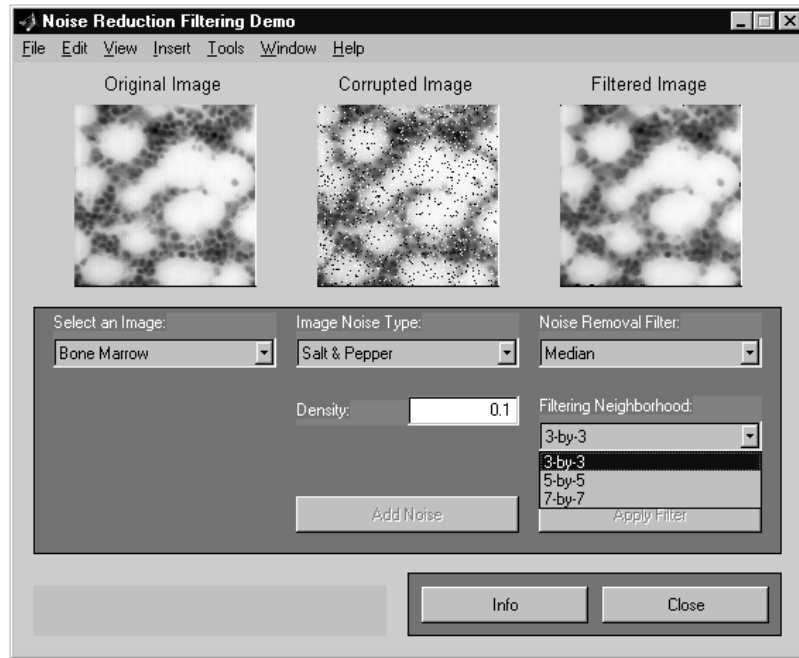 Noise Reduction Filtering Demo
File Edit View Insert Tools Window Help
Original Image Corrupted Image Filtered Image
Select an Image: Image Noise Type: Noise Removal Filter:
Bone Marrow Salt & Pepper Median
Density: 0.1 Filtering Neighborhood:
3-by-3
3-by-3
5-by-5
7-by-7
Add Noise Apply Filter
Info Close